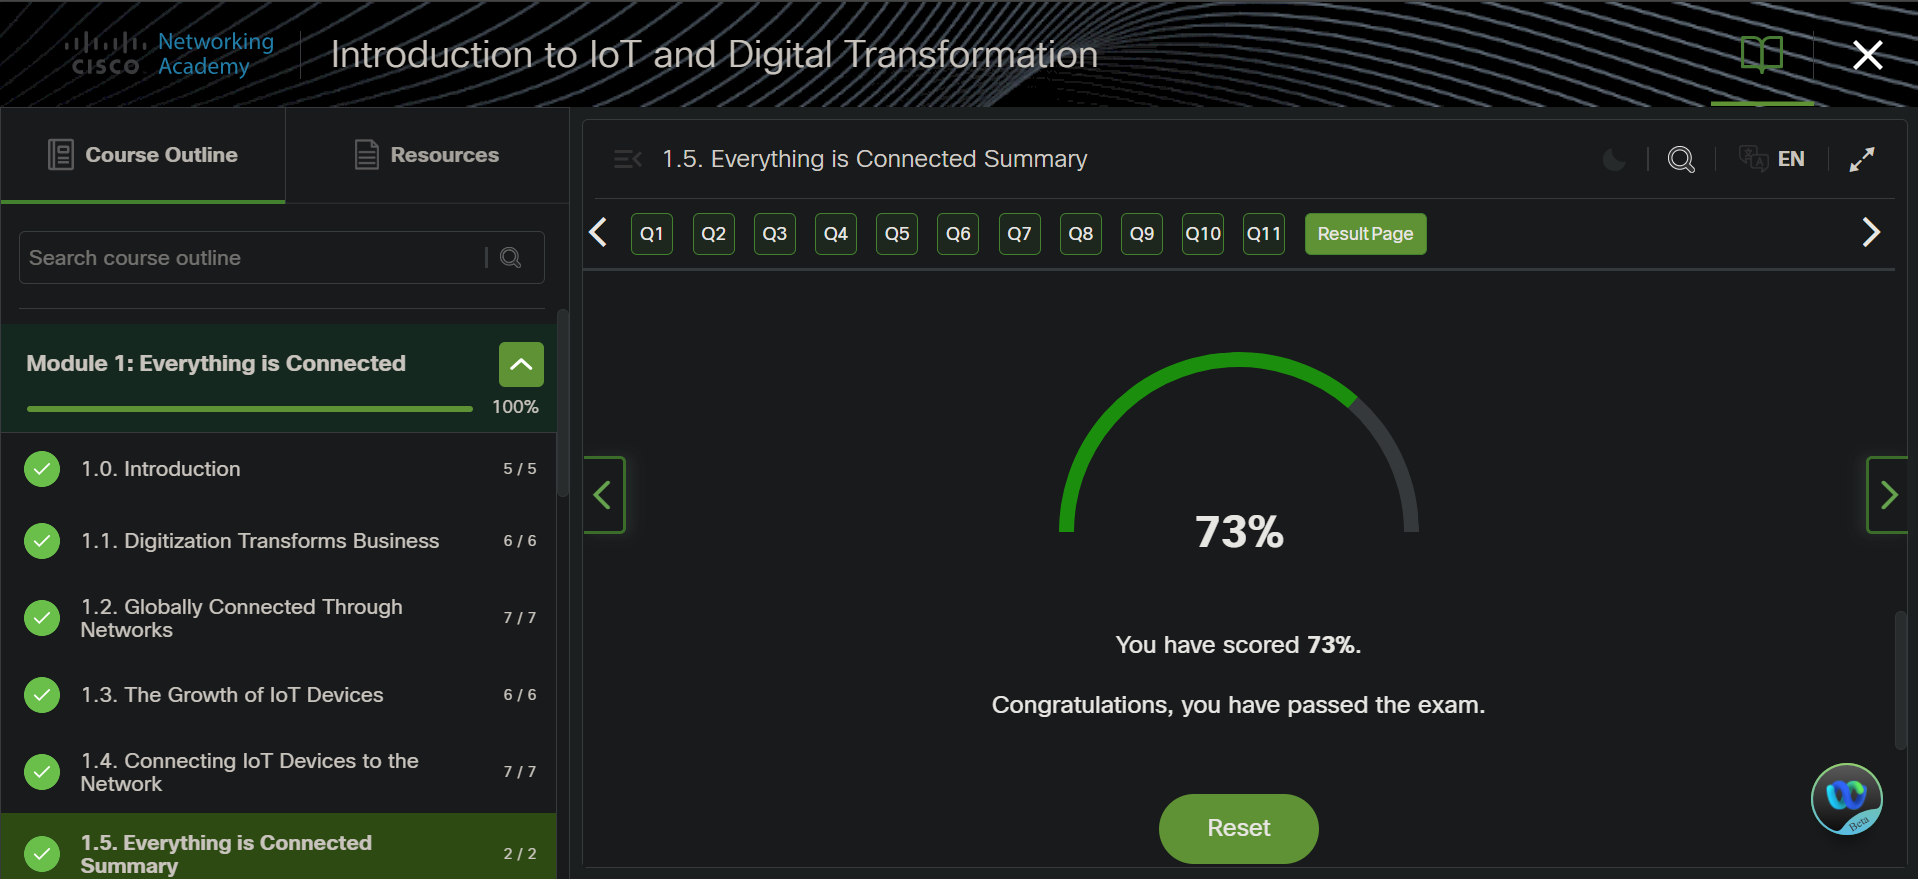 CISCO
Networking
Academy
Introduction to IoT and Digital Transformation
Course Outline
Resources
Search course outline
Module 1: Everything is Connected
100%
1.0. Introduction
5 / 5
1.1. Digitization Transforms Business
6 / 6
1.2. Globally Connected Through
Networks
7 / 7
1.3. The Growth of IoT Devices
6 / 6
1.4. Connecting IoT Devices to the
Network
7 / 7
1.5. Everything is Connected
Summary
2 / 2
1.5. Everything is Connected Summary
EN
Q1 Q2 Q3 Q4 Q5 Q6 Q7 Q8 Q9 Q10 Q11 Result Page
73%
You have scored 73%.
Congratulations, you have passed the exam.
Reset
Beta